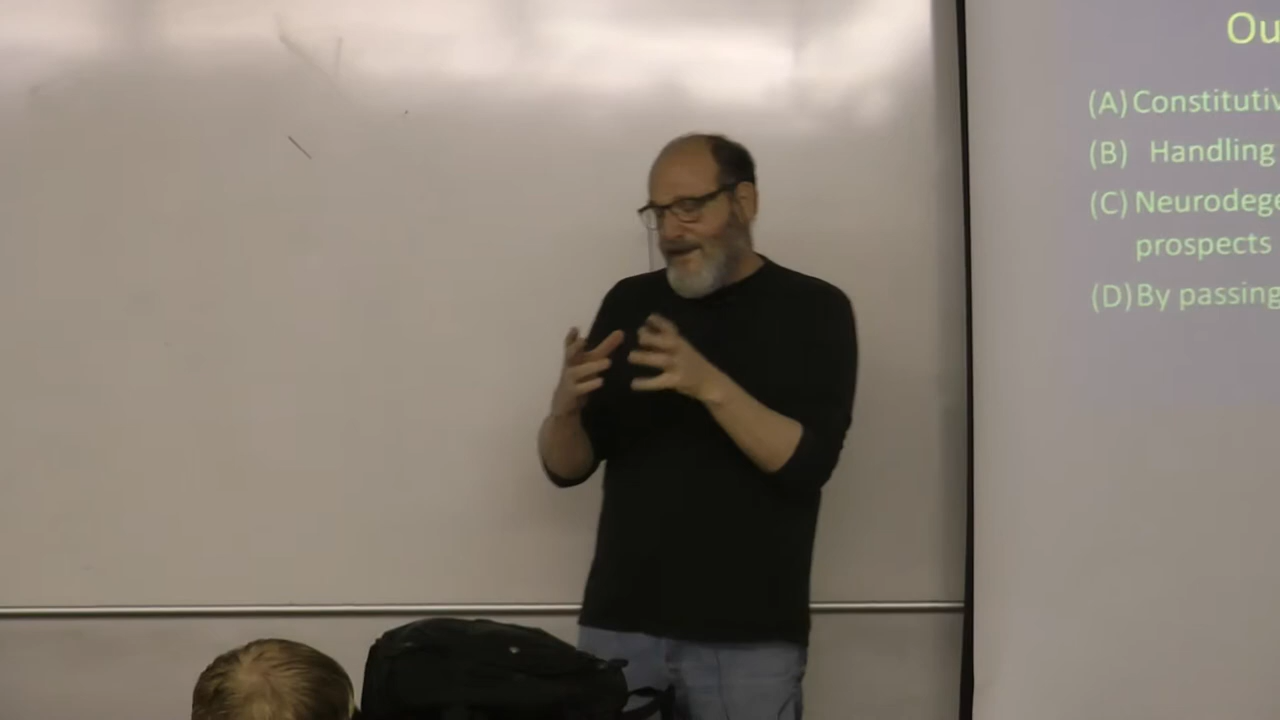 Ou
(A) Constitutiv
(B) Handling
(C) Neurodege
prospects
(D) By passing